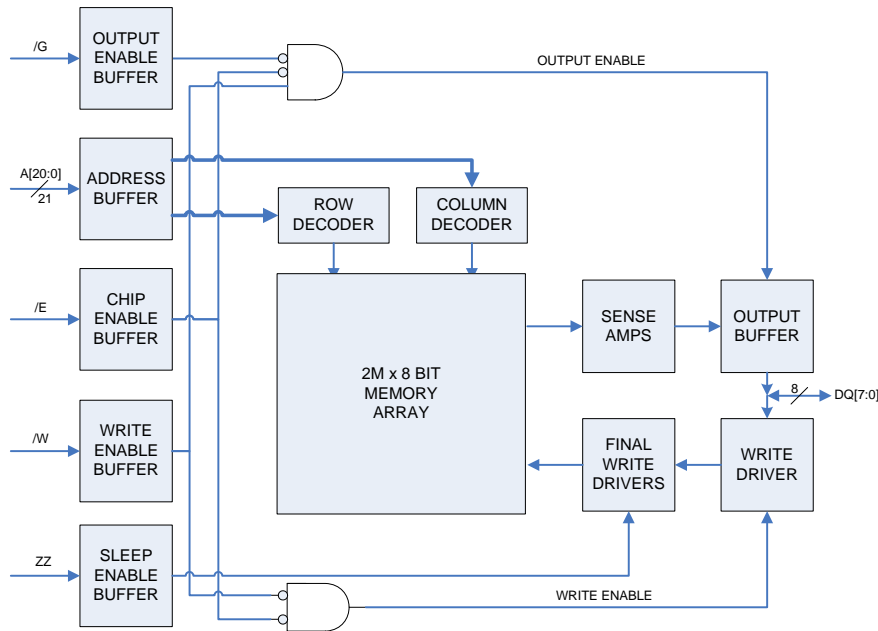 /G
OUTPUT
ENABLE
BUFFER
OUTPUT ENABLE
A[20:0]
21
ADDRESS
BUFFER
ROW
DECODER
COLUMN
DECODER
/E
CHIP
ENABLE
BUFFER
2M x 8 BIT
MEMORY
ARRAY
SENSE
AMPS
OUTPUT
BUFFER
8
DQ[7:0]
/W
WRITE
ENABLE
BUFFER
FINAL
WRITE
DRIVERS
WRITE
DRIVER
ZZ
SLEEP
ENABLE
BUFFER
WRITE ENABLE